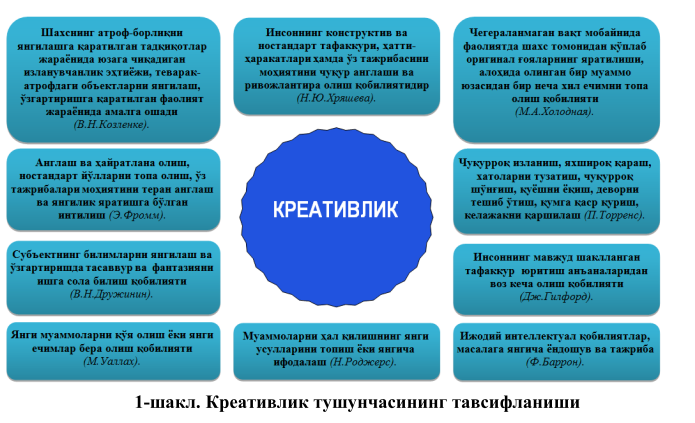 Шахснинг атроф-борлиқни
янгилашга қаратилган тадқиқотлар
жараёнида юзага чиқадиган
изланувчанлик эҳтиёжи, теварак-
атрофдаги объектларни янгилаш,
ўзгартиришга қаратилган фаолият
жараёнида амалга ошади
(В.Н.Козленке).
Инсоннинг конструктив ва
ностандарт тафаккури, ҳатти-
ҳаракатлари ҳамда ўз тажрибасини
моҳиятини чуқур англаши ва
ривожлантира олиш қобилиятидир
(Н.Ю.Хряшева).
Чегераланмаган вақт мобайнида
фаолиятда шахс томонидан кўплаб
оригинал ғояларнинг яратилиши,
алоҳида олинган бир муаммо
юзасидан бир неча хил ечимни топа
олиш қобилияти
(М.А.Холодная).
Англаш ва ҳайратлана олиш,
ностандарт йўлларни топа олиш, ўз
тажрибалари моҳиятини теран англаш
ва янгилик яратишга бўлган
интилиш (Э.Фромм).
КРЕАТИВЛИК
Чуқурроқ изланиш, яхшироқ қараш,
хатоларни тузатиш, чуқурроқ
шўнғиш, қуёшни ёқиш, деворни
тешиб ўтиш, қумга қаср қуриш,
келажакни қаршилаш (П.Торренс).
Субъектнинг билимларни янгилаш ва
ўзгартиришда тасаввур ва фантазияни
ишга сола билиш қобилияти
(В.Н.Дружинин).
Инсоннинг мавжуд шаклланган
тафаккур юритиш анъаналаридан
воз кеча олиш қобилияти
(Дж.Гилфорд).
Янги муаммоларни қўя олиш ёки янги
ечимлар бера олиш қобилияти
(М.Уаллах).
Муаммоларни ҳал қилишнинг янги
усулларини топиш ёки янгича
ифодалаш (Н.Роджерс).
Ижодий интеллектуал қобилиятлар,
масалага янгича ёндошув ва тажриба
(Ф.Баррон).
1-шакл. Креативлик тушунчасининг тавсифланиши